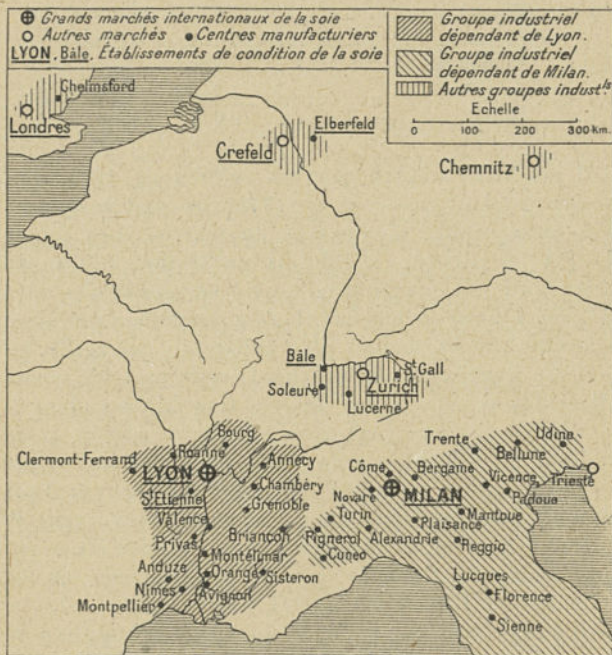 Grands marchés internationaux de la soie
Autres marchés • Centres manufacturiers
LYON, Bâle, Établissements de condition de la soie
Groupe industriel
dépendant de Lyon.
Groupe industriel
dépendant de Milan.
Autres groupes indust.ls
Echelle
0 100 200 300 km.
Chelmsford
Londres
Elberfeld
Crefeld
Chemnitz
Bâle
St Gall
Zurich
Soleure
Lucerne
Bourg
Roanne
Clermont-Ferrand
Annecy
LYON
Chambéry
St Etienne
Grenoble
Valence
Briançon
Privas
Montélimar
Anduze
Orange
Sisteron
Nîmes
Avignon
Montpellier
Udine
Trente
Bellune
Trieste
Côme
Bergame
Vicence
Novare
MILAN
Padoue
Turin
Mantoue
Plaisance
Pignerol
Alexandrie
Reggio
Cuneo
Lucques
Florence
Sienne